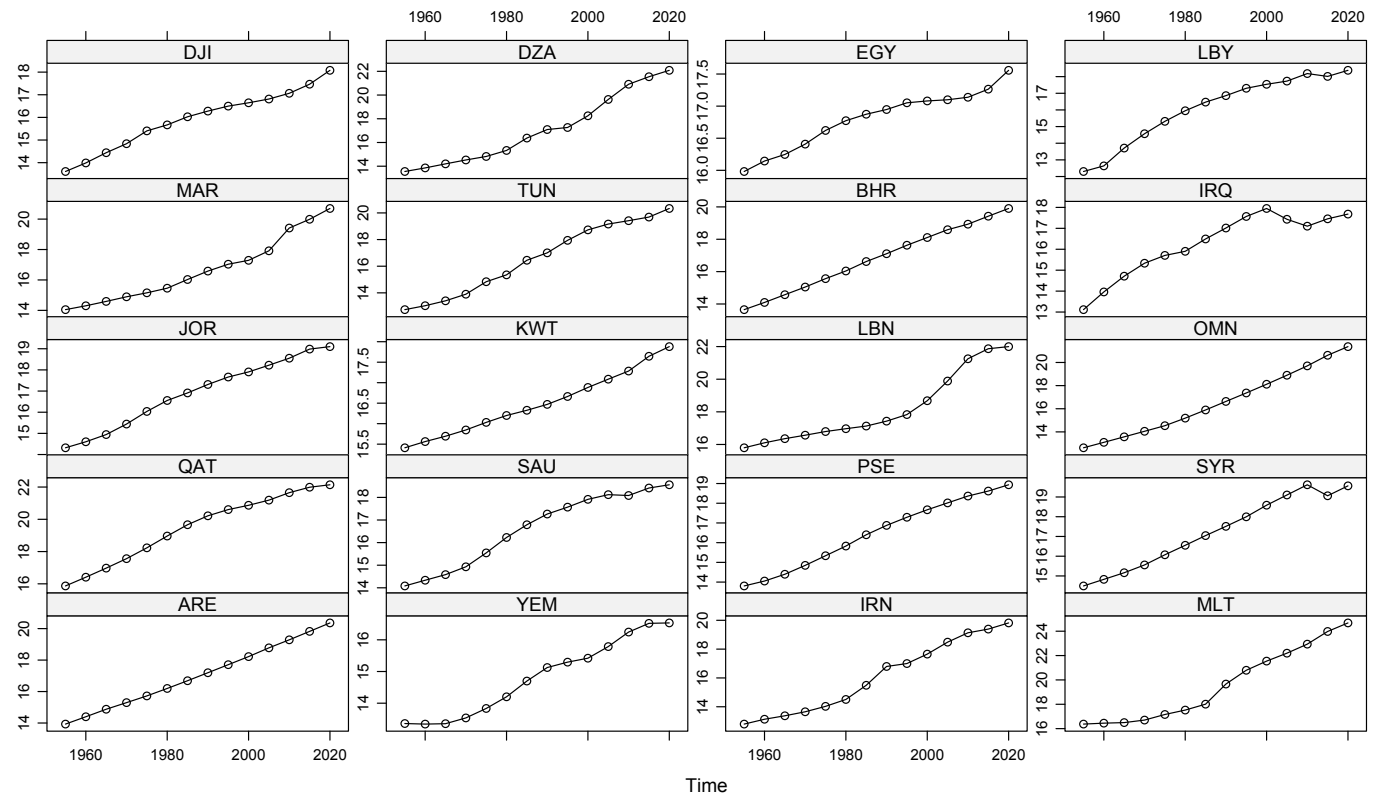 1960 1980 2000 2020 1960 1980 2000 2020
DJI DZA EGY LBY
14 15 16 17 18
14 16 18 20 22
16.0 16.5 17.0 17.5
13 15 17
MAR TUN BHR IRQ
14 16 18 20
14 16 18 20
14 16 18 20
13 14 15 16 17 18
JOR KWT LBN OMN
15 16 17 18 19
15.5 16.5 17.5
16 18 20 22
14 16 18 20
QAT SAU PSE SYR
16 18 20 22
14 15 16 17 18
14 15 16 17 18 19
15 16 17 18 19
ARE YEM IRN MLT
14 16 18 20
14 15 16
14 16 18 20
16 18 20 22 24
1960 1980 2000 2020 1960 1980 2000 2020
Time